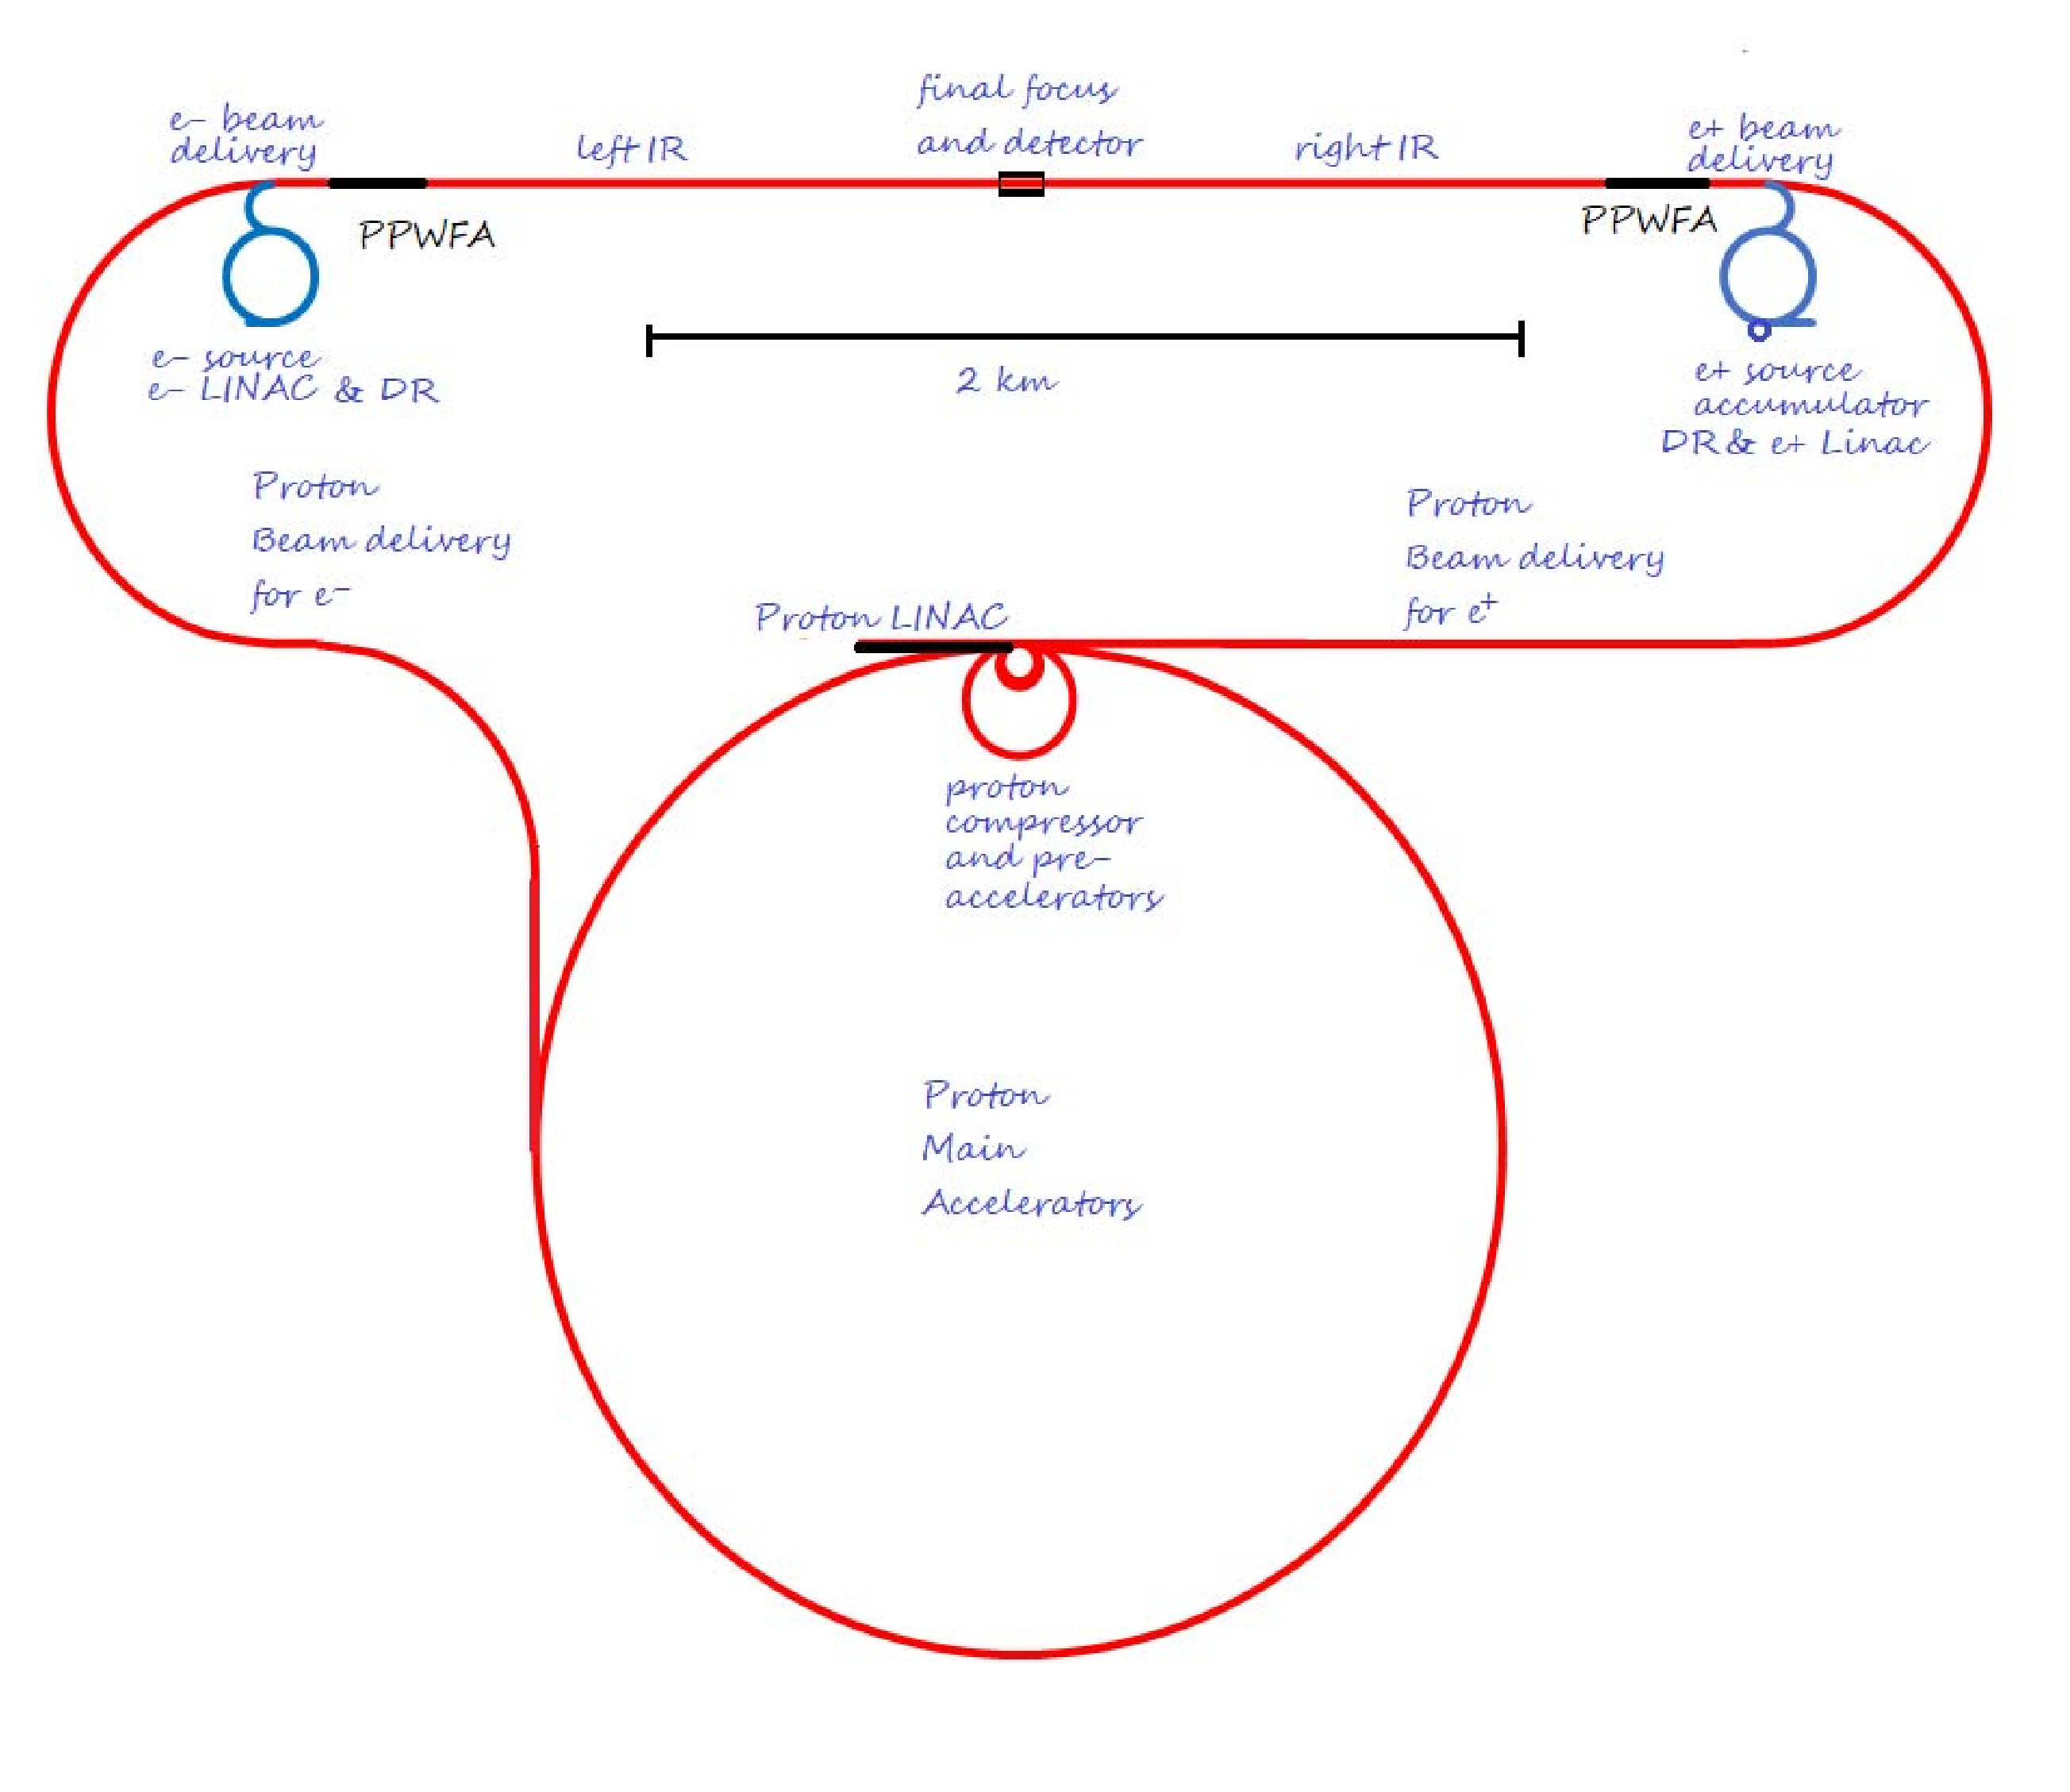 final focus
and detector
e- beam
delivery
left IR
right IR
e+ beam
delivery
PPWFA
PPWFA
e- source
e- LINAC & DR
2 km
e+ source
accumulator
DR & e+ Linac
Proton
Beam delivery
for e-
Proton
Beam delivery
for e+
Proton LINAC
proton
compressor
and pre-
accelerators
Proton
Main
Accelerators